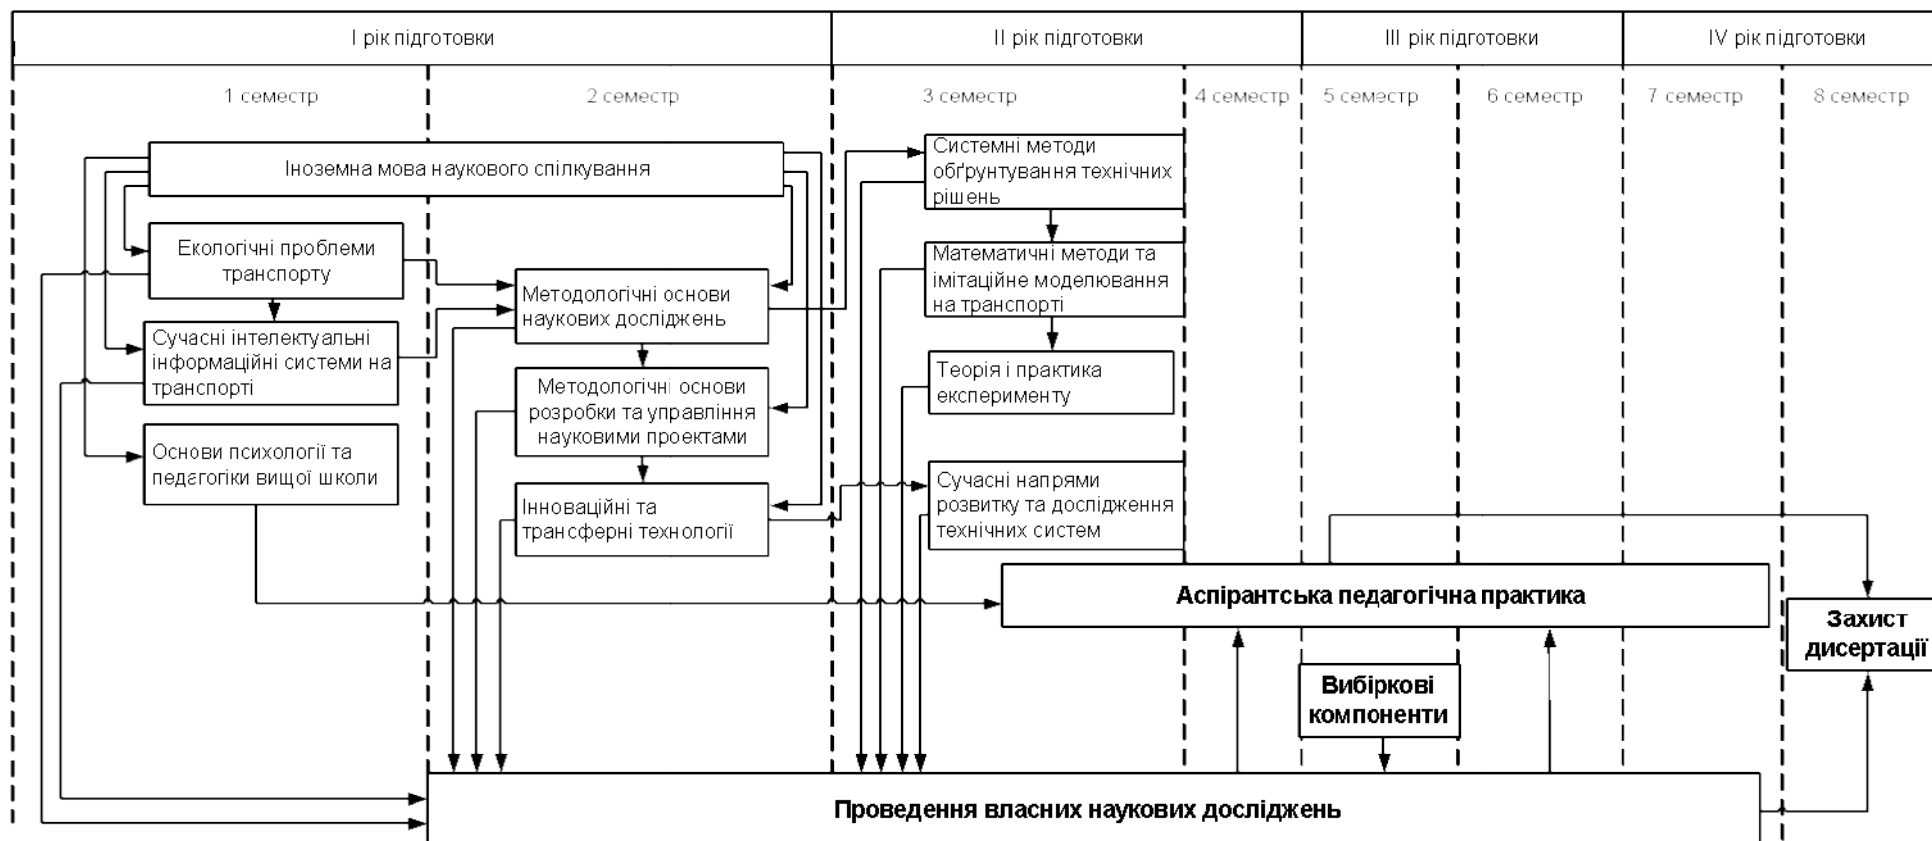 І рік підготовки
ІІ рік підготовки
ІІІ рік підготовки
IV рік підготовки
1 семестр
2 семестр
3 семестр
4 семестр
5 семестр
6 семестр
7 семестр
8 семестр
Іноземна мова наукового спілкування
Екологічні проблеми
транспорту
Сучасні інтелектуальні
інформаційні системи на
транспорті
Основи психології та
педагогіки вищої школи
Методологічні основи
наукових досліджень
Методологічні основи
розробки та управління
науковими проектами
Інноваційні та
трансферні технології
Системні методи
обґрунтування технічних
рішень
Математичні методи та
імітаційне моделювання
на транспорті
Теорія і практика
експерименту
Сучасні напрями
розвитку та дослідження
технічних систем
Аспірантська педагогічна практика
Захист
дисертації
Вибіркові
компоненти
Проведення власних наукових досліджень